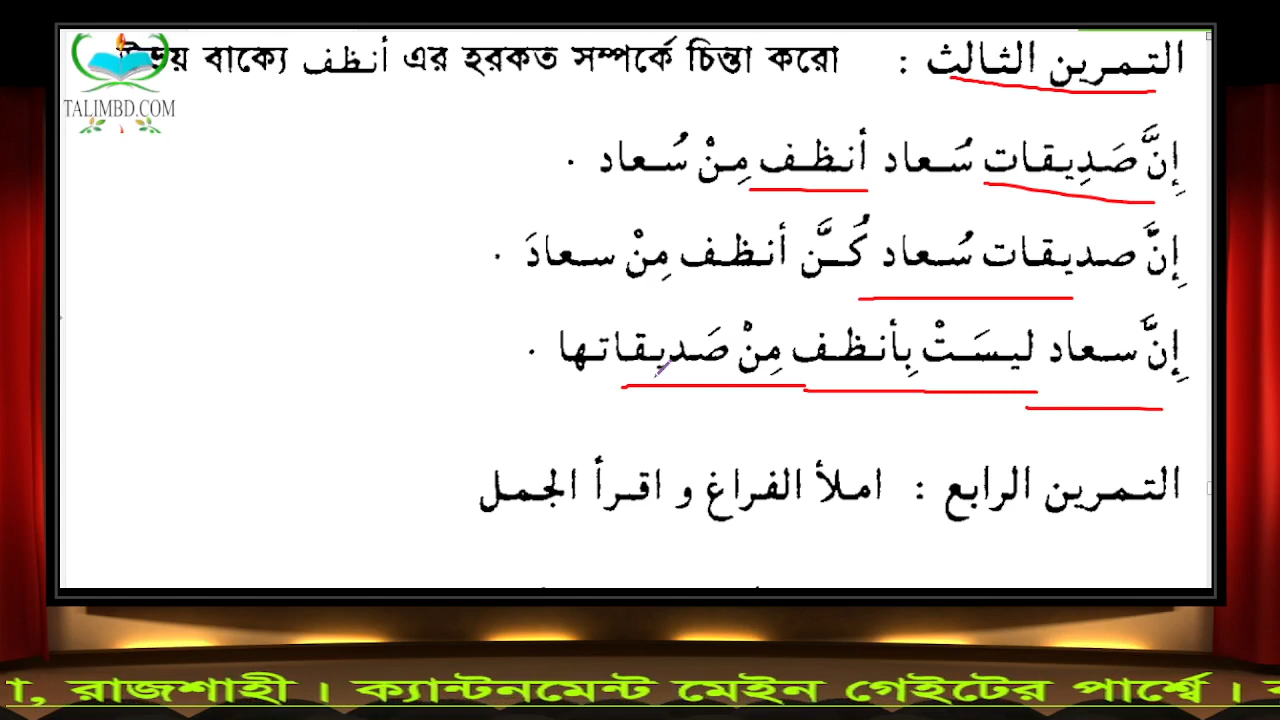 التمرين الثالث : উভয় বাক্যে أنظف এর হরকত সম্পর্কে চিন্তা করো
TALIMBD.COM
إِنَّ صَدِيقات سُعاد أنظف مِنْ سُعاد .
إِنَّ صديقات سُعاد كُنَّ أنظف مِنْ سعادَ .
إِنَّ سعاد ليسَتْ بِأنظف مِنْ صَديقاتها .
التمرين الرابع : املأ الفراغ و اقرأ الجمل
া, রাজশাহী । ক্যান্টনমেন্ট মেইন গেইটের পার্শ্বে ।